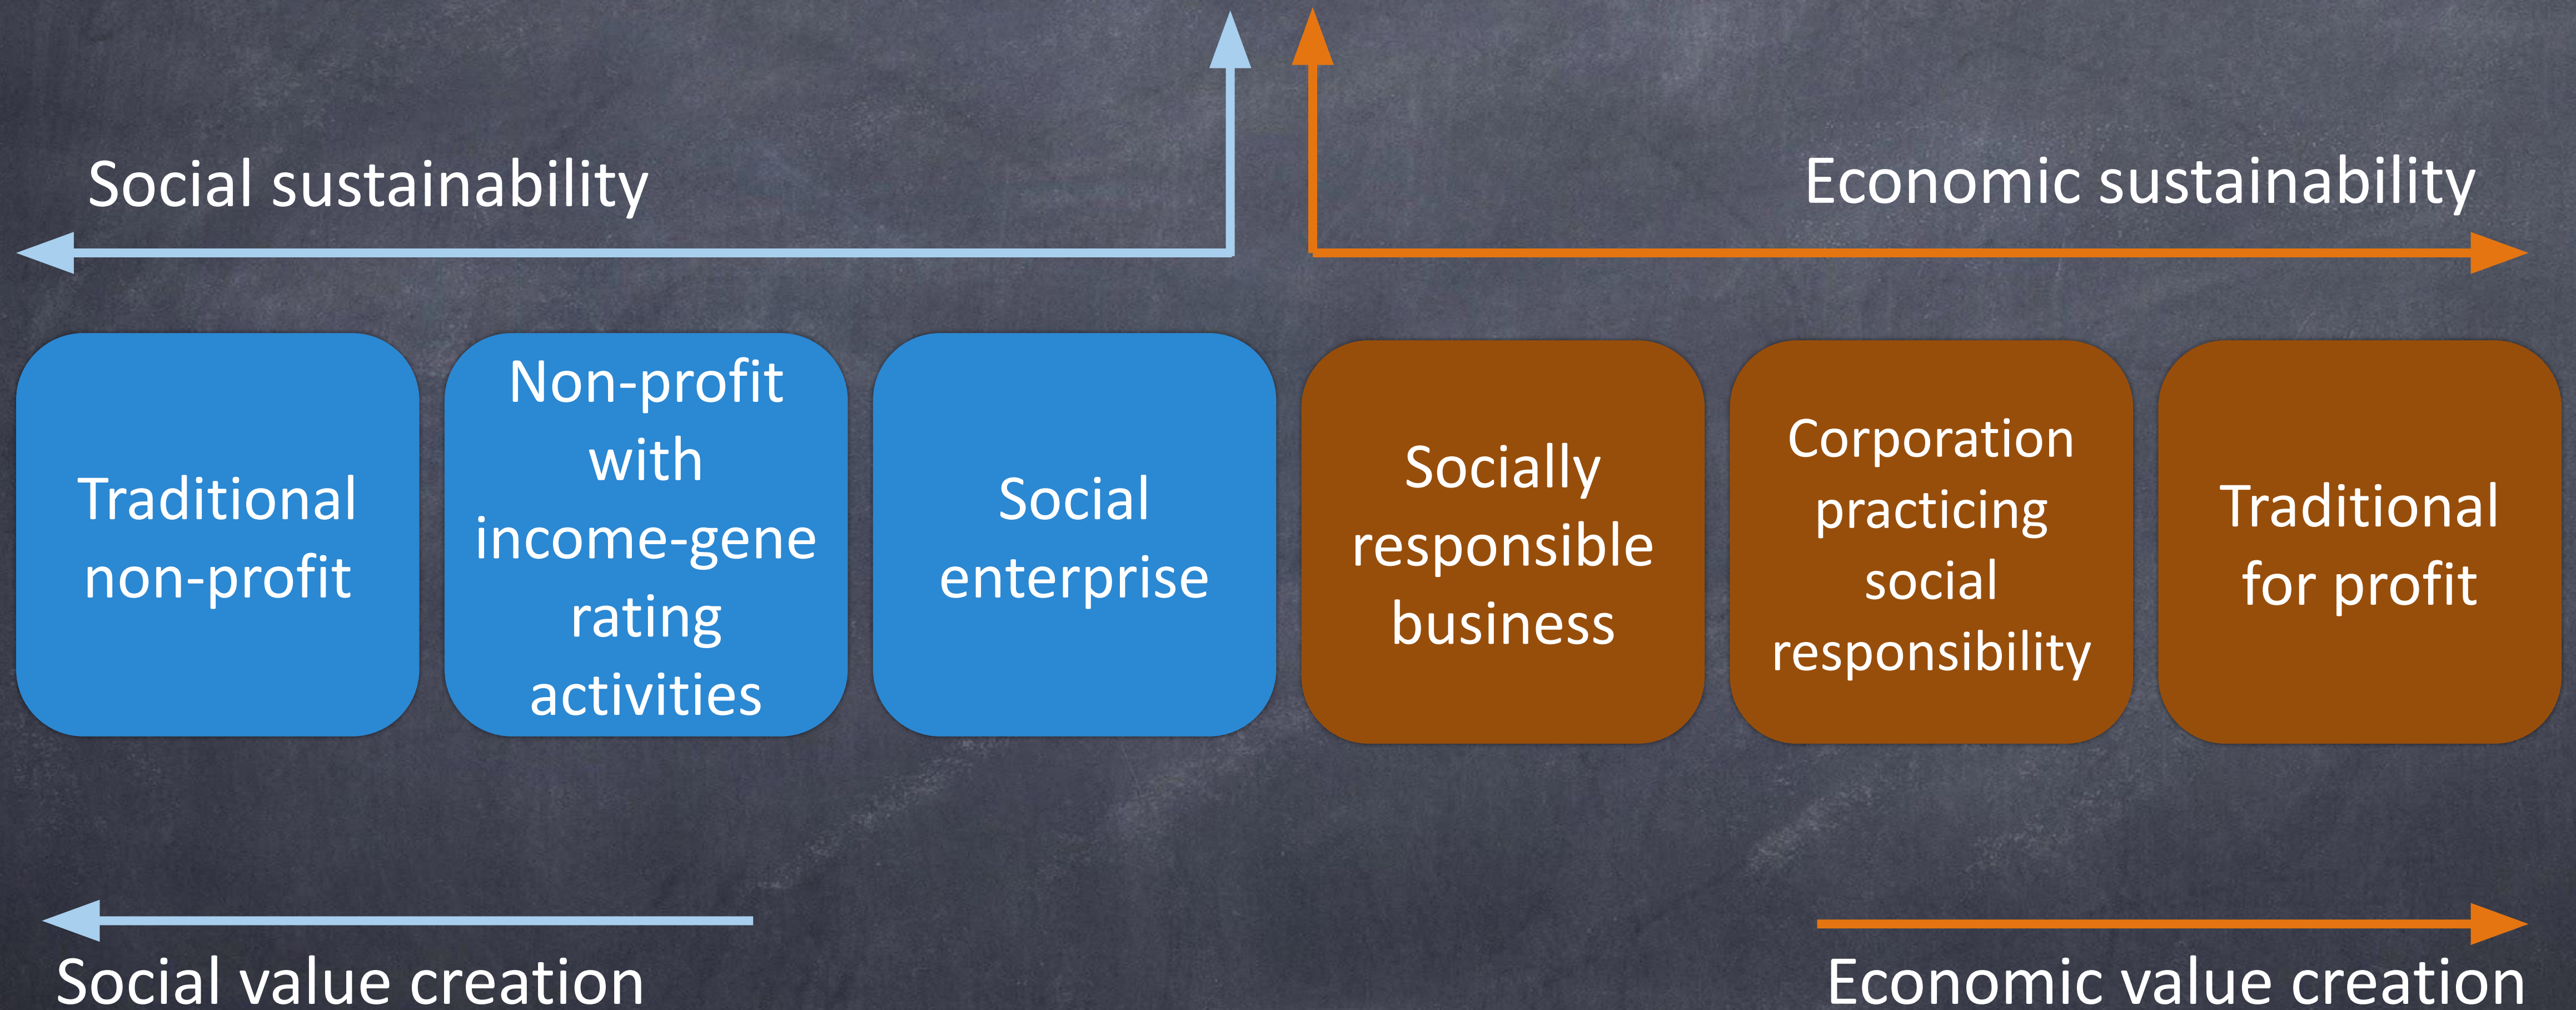 Social sustainability
Economic sustainability
Traditional
non-profit
Non-profit
with
income-gene
rating
activities
Social
enterprise
Socially
responsible
business
Corporation
practicing
social
responsibility
Traditional
for profit
Social value creation
Economic value creation